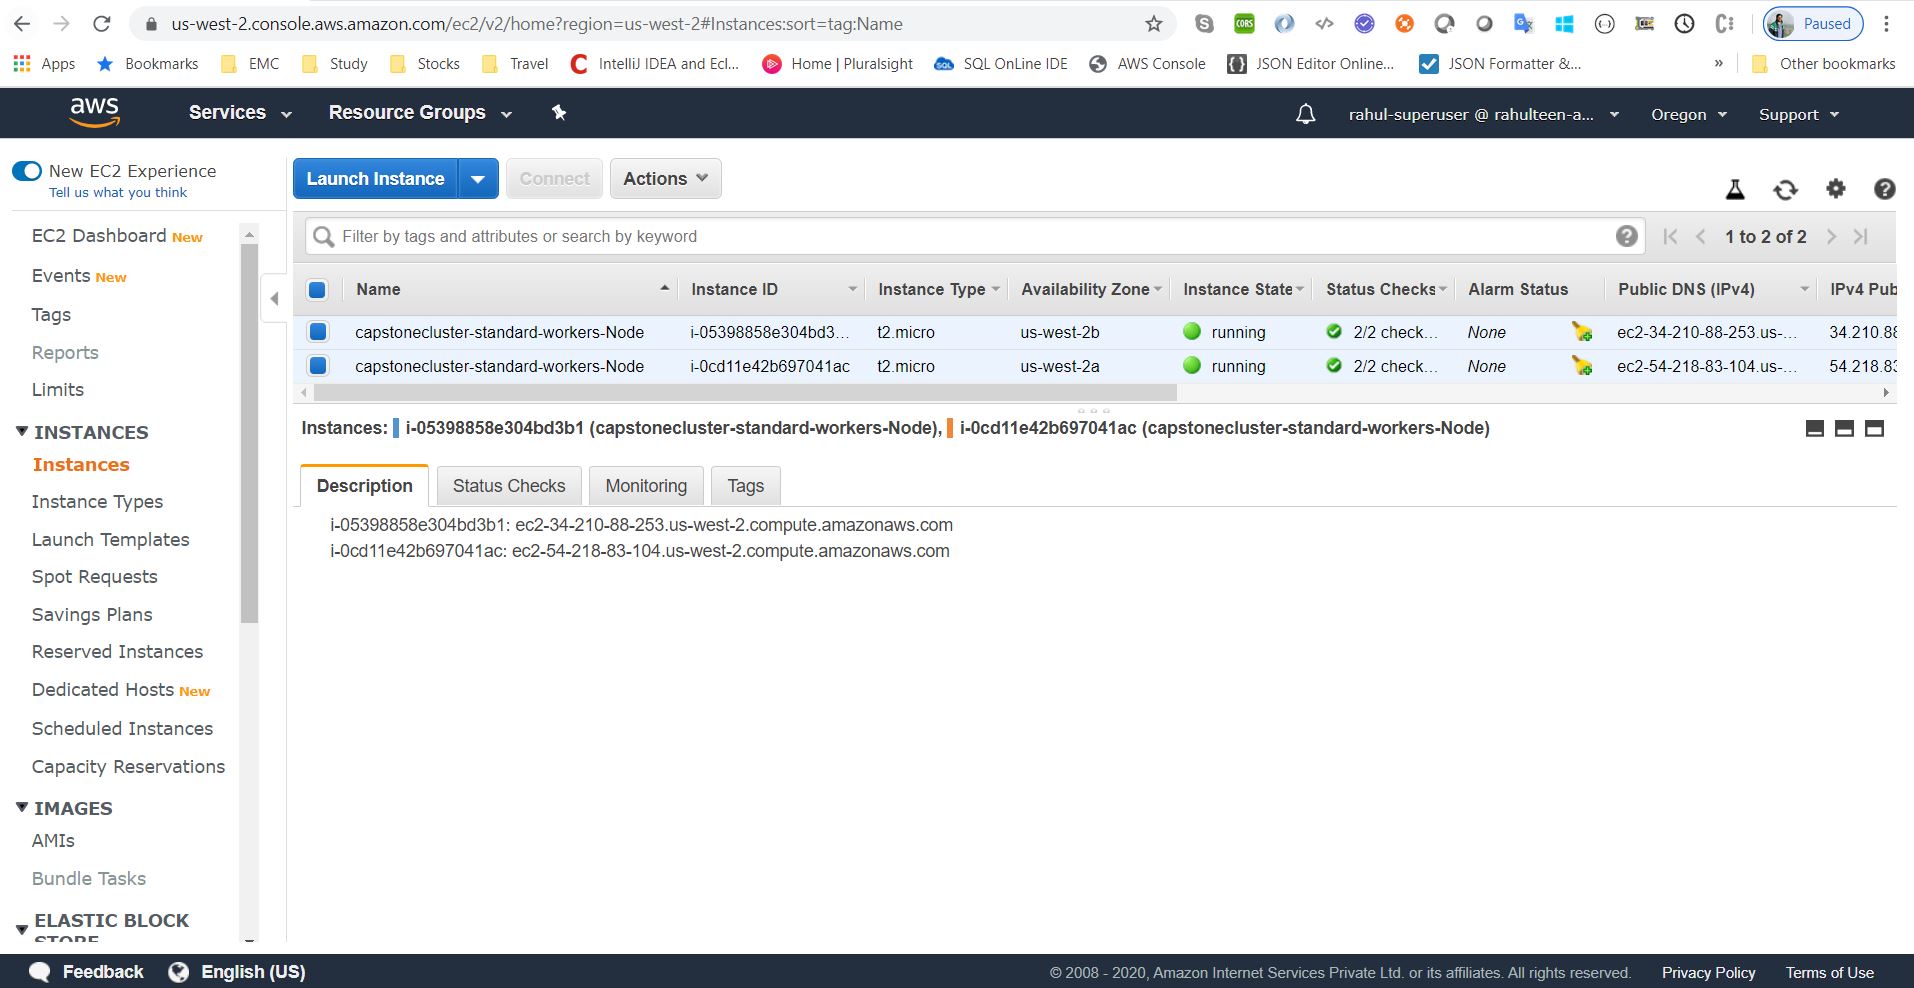 us-west-2.console.aws.amazon.com/ec2/v2/home?region=us-west-2#Instances:sort=tag:Name
CORS
Paused
Apps Bookmarks EMC Study Stocks Travel IntelliJ IDEA and Ecl... Home | Pluralsight SQL OnLine IDE AWS Console JSON Editor Online... JSON Formatter &... » Other bookmarks
aws Services Resource Groups rahul-superuser @ rahulteen-a... Oregon Support
New EC2 Experience
Tell us what you think
EC2 Dashboard New
Events New
Tags
Reports
Limits
INSTANCES
Instances
Instance Types
Launch Templates
Spot Requests
Savings Plans
Reserved Instances
Dedicated Hosts New
Scheduled Instances
Capacity Reservations
IMAGES
AMIs
Bundle Tasks
ELASTIC BLOCK
STORE
Launch Instance Connect Actions
Filter by tags and attributes or search by keyword 1 to 2 of 2
Name Instance ID Instance Type Availability Zone Instance State Status Checks Alarm Status Public DNS (IPv4) IPv4 Pub
capstonecluster-standard-workers-Node i-05398858e304bd3... t2.micro us-west-2b running 2/2 check... None ec2-34-210-88-253.us-... 34.210.88
capstonecluster-standard-workers-Node i-0cd11e42b697041ac t2.micro us-west-2a running 2/2 check... None ec2-54-218-83-104.us-... 54.218.83
Instances: i-05398858e304bd3b1 (capstonecluster-standard-workers-Node), i-0cd11e42b697041ac (capstonecluster-standard-workers-Node)
Description Status Checks Monitoring Tags
i-05398858e304bd3b1: ec2-34-210-88-253.us-west-2.compute.amazonaws.com
i-0cd11e42b697041ac: ec2-54-218-83-104.us-west-2.compute.amazonaws.com
Feedback English (US) © 2008 - 2020, Amazon Internet Services Private Ltd. or its affiliates. All rights reserved. Privacy Policy Terms of Use